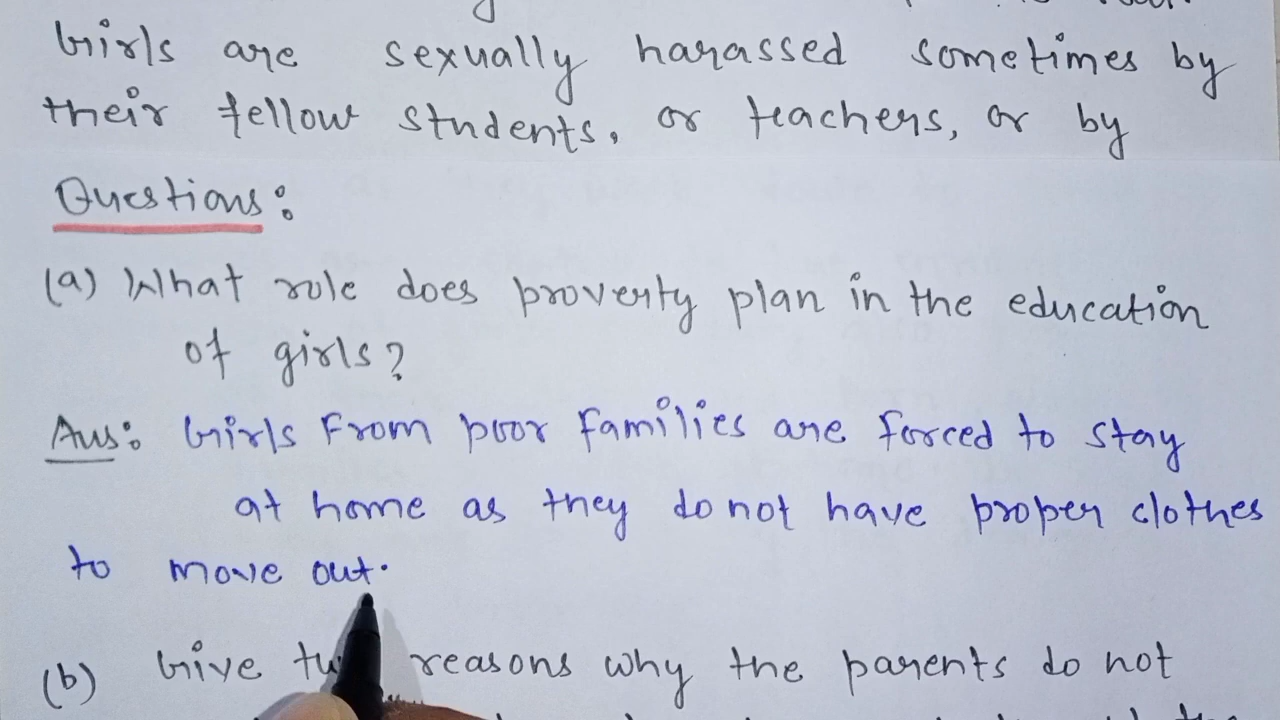 Girls are sexually harassed sometimes by
their fellow students, or teachers, or by
Questions:
(a) What role does proverty plan in the education
of girls?
Ans: Girls From poor families are forced to stay
at home as they do not have proper clothes
to move out.
(b) Give reasons why the parents do not